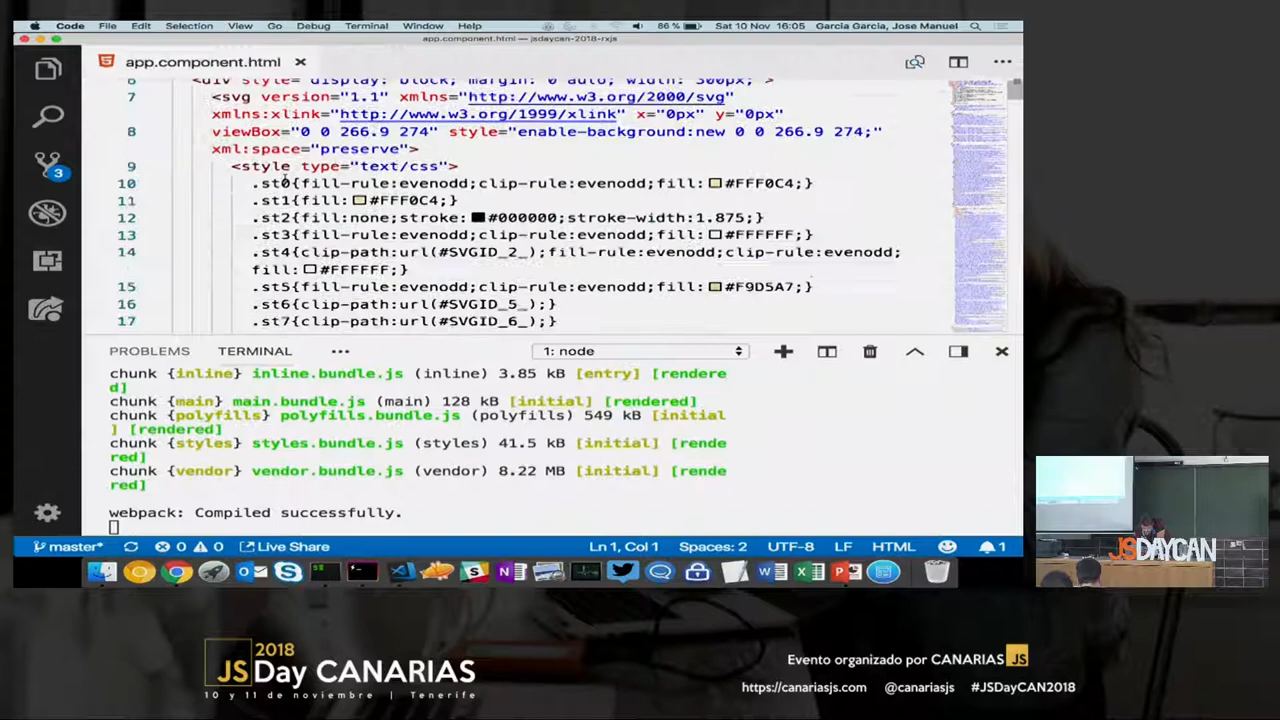 Code File Edit Selection View Go Debug Terminal Window Help 86 % Sat 10 Nov 16:05 Garcia Garcia, Jose Manuel
app.component.html — jsdaycan-2018-rxjs
app.component.html
6 <div style="display: block; margin: 0 auto; width: 300px;">
7 <svg version="1.1" xmlns="http://www.w3.org/2000/svg"
xmlns:xlink="http://www.w3.org/1999/xlink" x="0px" y="0px"
8 viewBox="0 0 266.9 274" style="enable-background:new 0 0 266.9 274;"
xml:space="preserve">
9 <style type="text/css">
10 .st0{fill-rule:evenodd;clip-rule:evenodd;fill:#FFF0C4;}
11 .st1{fill:#FFF0C4;}
12 .st2{fill:none;stroke:#000000;stroke-width:1.875;}
13 .st3{fill-rule:evenodd;clip-rule:evenodd;fill:#FFFFFF;}
14 .st4{clip-path:url(#SVGID_2_);fill-rule:evenodd;clip-rule:evenodd;
fill:#FFFFFF;}
15 .st5{fill-rule:evenodd;clip-rule:evenodd;fill:#F9D5A7;}
16 .st6{clip-path:url(#SVGID_5_);}
17 .st7{clip-path:url(#SVGID_6_);}
3
PROBLEMS TERMINAL ••• 1: node
chunk {inline} inline.bundle.js (inline) 3.85 kB [entry] [rendere
d]
chunk {main} main.bundle.js (main) 128 kB [initial] [rendered]
chunk {polyfills} polyfills.bundle.js (polyfills) 549 kB [initial
] [rendered]
chunk {styles} styles.bundle.js (styles) 41.5 kB [initial] [rende
red]
chunk {vendor} vendor.bundle.js (vendor) 8.22 MB [initial] [rende
red]
webpack: Compiled successfully.
master* 0 0 Live Share Ln 1, Col 1 Spaces: 2 UTF-8 LF HTML 1
JSDAYCAN
2018
JSDay CANARIAS
10 y 11 de noviembre | Tenerife
Evento organizado por CANARIAS JS
https://canariasjs.com @canariasjs #JSDayCAN2018